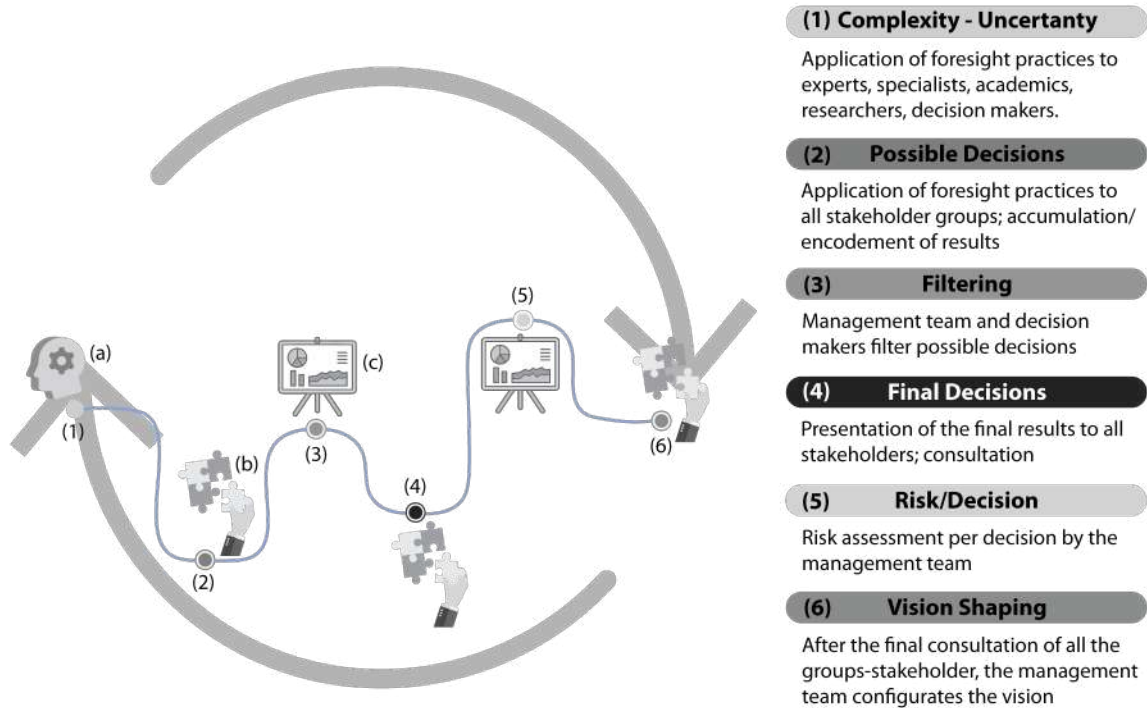 (1) Complexity - Uncertanty
Application of foresight practices to
experts, specialists, academics,
researchers, decision makers.
(2) Possible Decisions
Application of foresight practices to
all stakeholder groups; accumulation/
encodement of results
(3) Filtering
Management team and decision
makers filter possible decisions
(4) Final Decisions
Presentation of the final results to all
stakeholders; consultation
(5) Risk/Decision
Risk assessment per decision by the
management team
(6) Vision Shaping
After the final consultation of all the
groups-stakeholder, the management
team configurates the vision
(a)
(1)
(b)
(2)
(c)
(3)
(4)
(5)
(6)